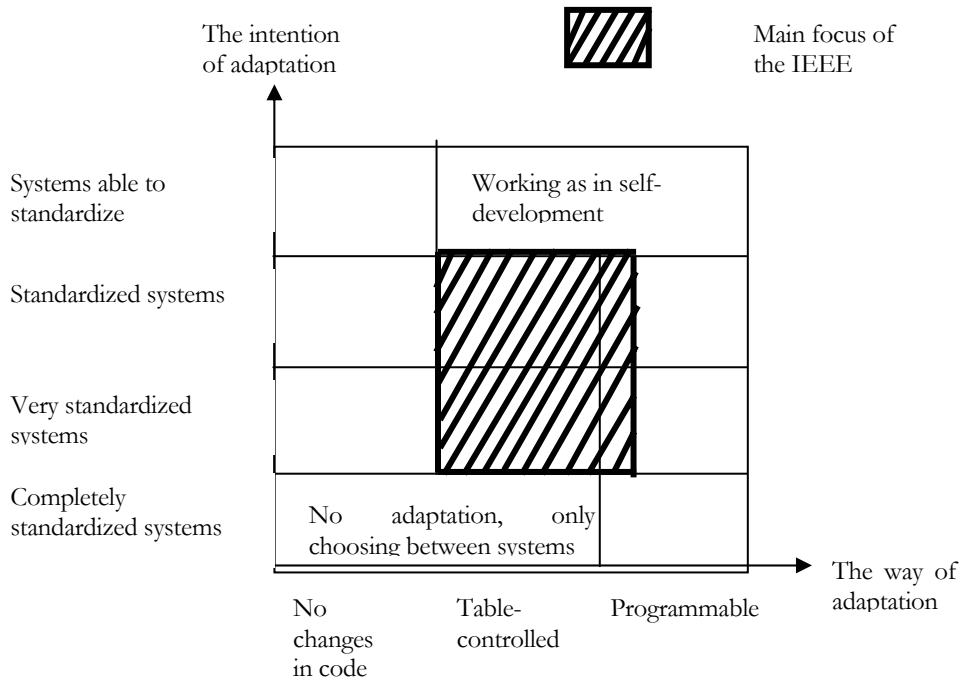 The intention
of adaptation
Main focus of
the IEEE
Systems able to
standardize
Working as in self-
development
Standardized systems
Very standardized
systems
Completely
standardized systems
No adaptation, only
choosing between systems
The way of
adaptation
No
changes
in code
Table-
controlled
Programmable